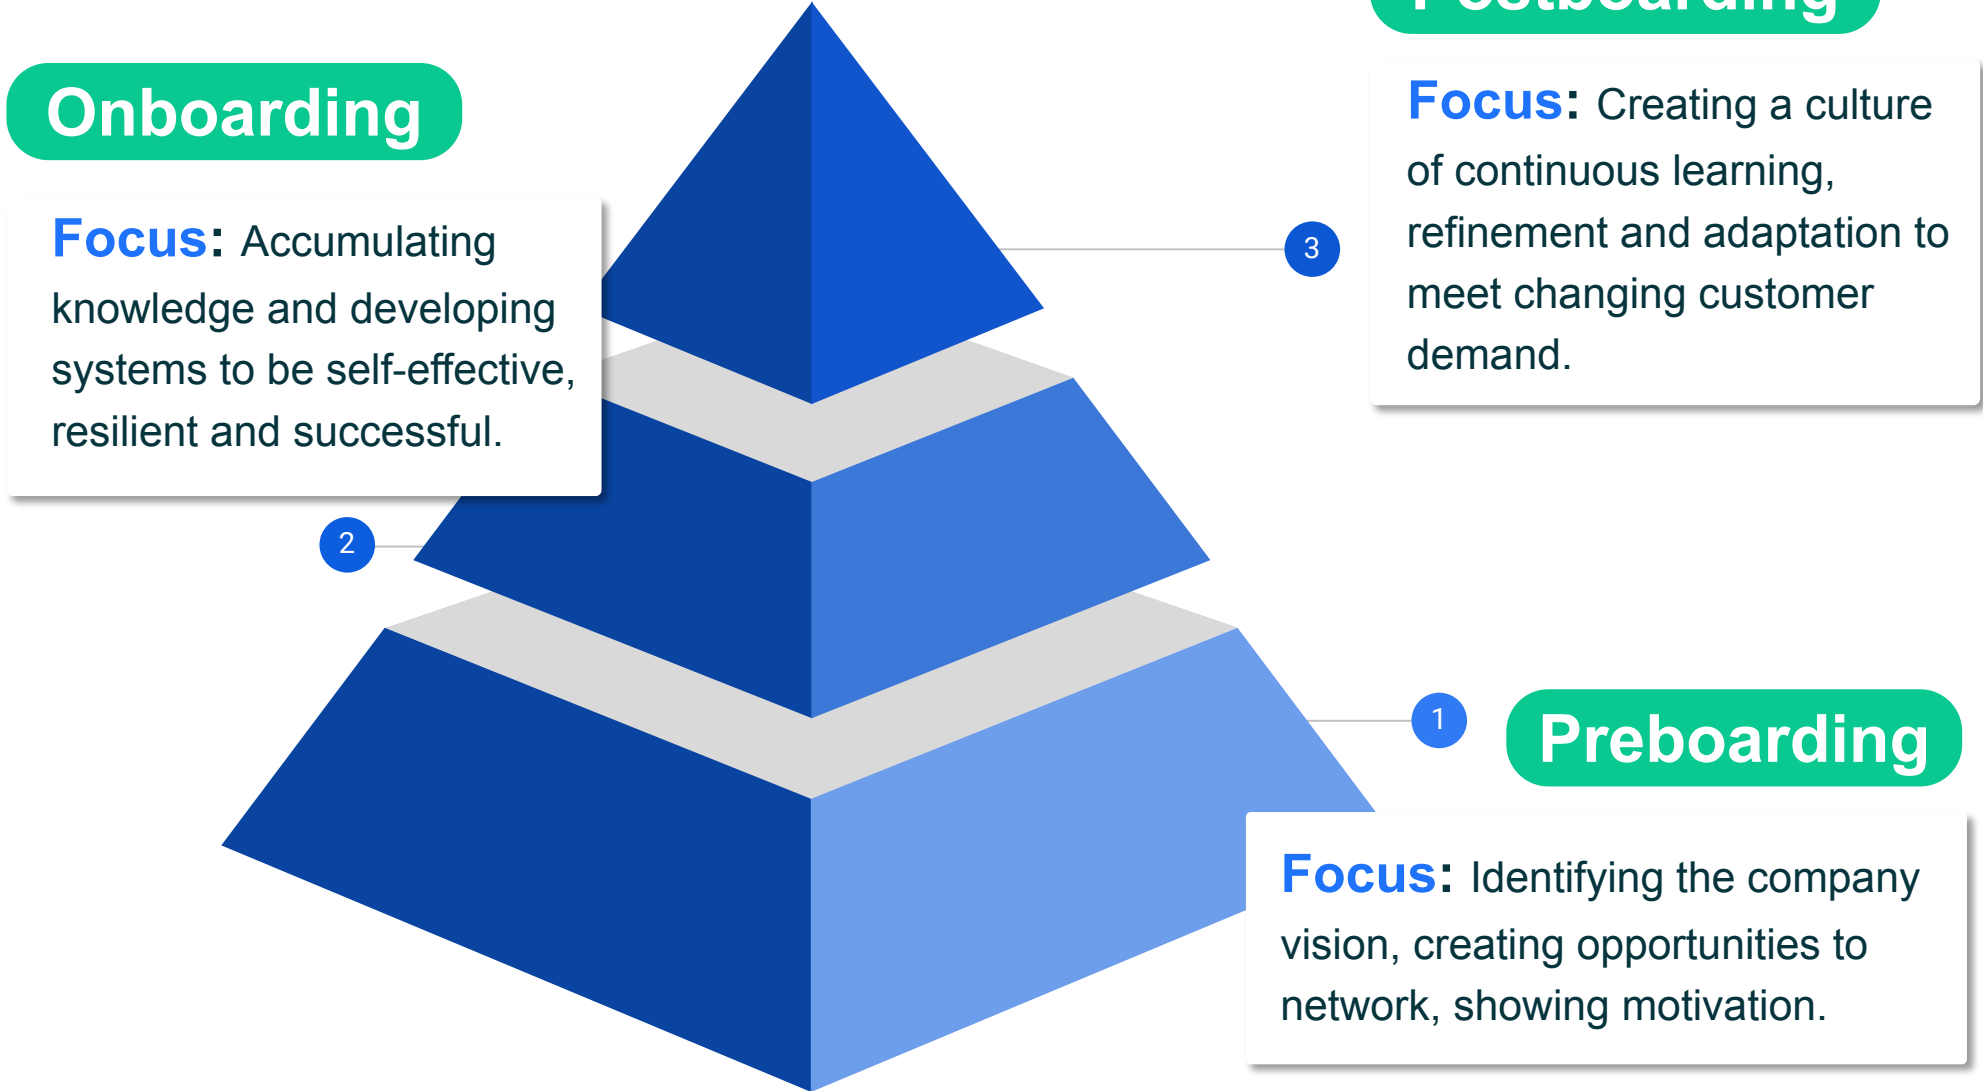 Postboarding
Onboarding
Focus: Creating a culture
of continuous learning,
refinement and adaptation to
meet changing customer
demand.
Focus: Accumulating
knowledge and developing
systems to be self-effective,
resilient and successful.
3
2
1
Preboarding
Focus: Identifying the company
vision, creating opportunities to
network, showing motivation.